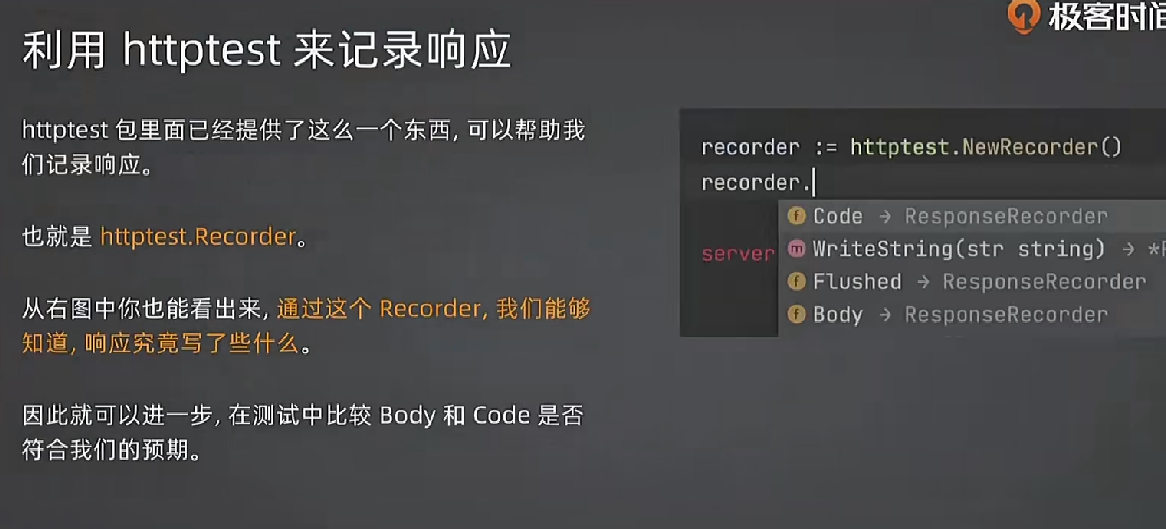 利用 httptest 来记录响应
极客时间
httptest 包里面已经提供了这么一个东西, 可以帮助我
们记录响应。
也就是 httptest.Recorder。
从右图中你也能看出来, 通过这个 Recorder, 我们能够
知道, 响应究竟写了些什么。
因此就可以进一步, 在测试中比较 Body 和 Code 是否
符合我们的预期。
recorder := httptest.NewRecorder()
recorder.
Code → ResponseRecorder
server
WriteString(str string) → *
Flushed → ResponseRecorder
Body → ResponseRecorder